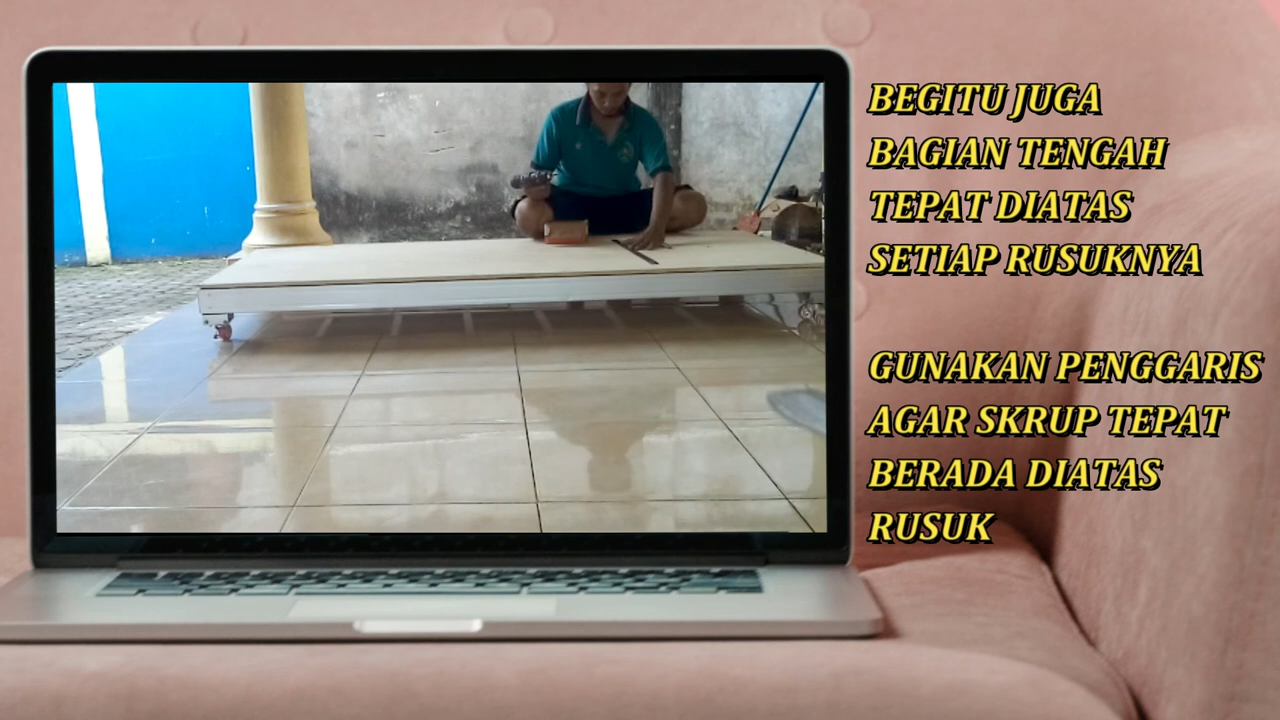 BEGITU JUGA
BAGIAN TENGAH
TEPAT DIATAS
SETIAP RUSUKNYA
GUNAKAN PENGGARIS
AGAR SKRUP TEPAT
BERADA DIATAS
RUSUK